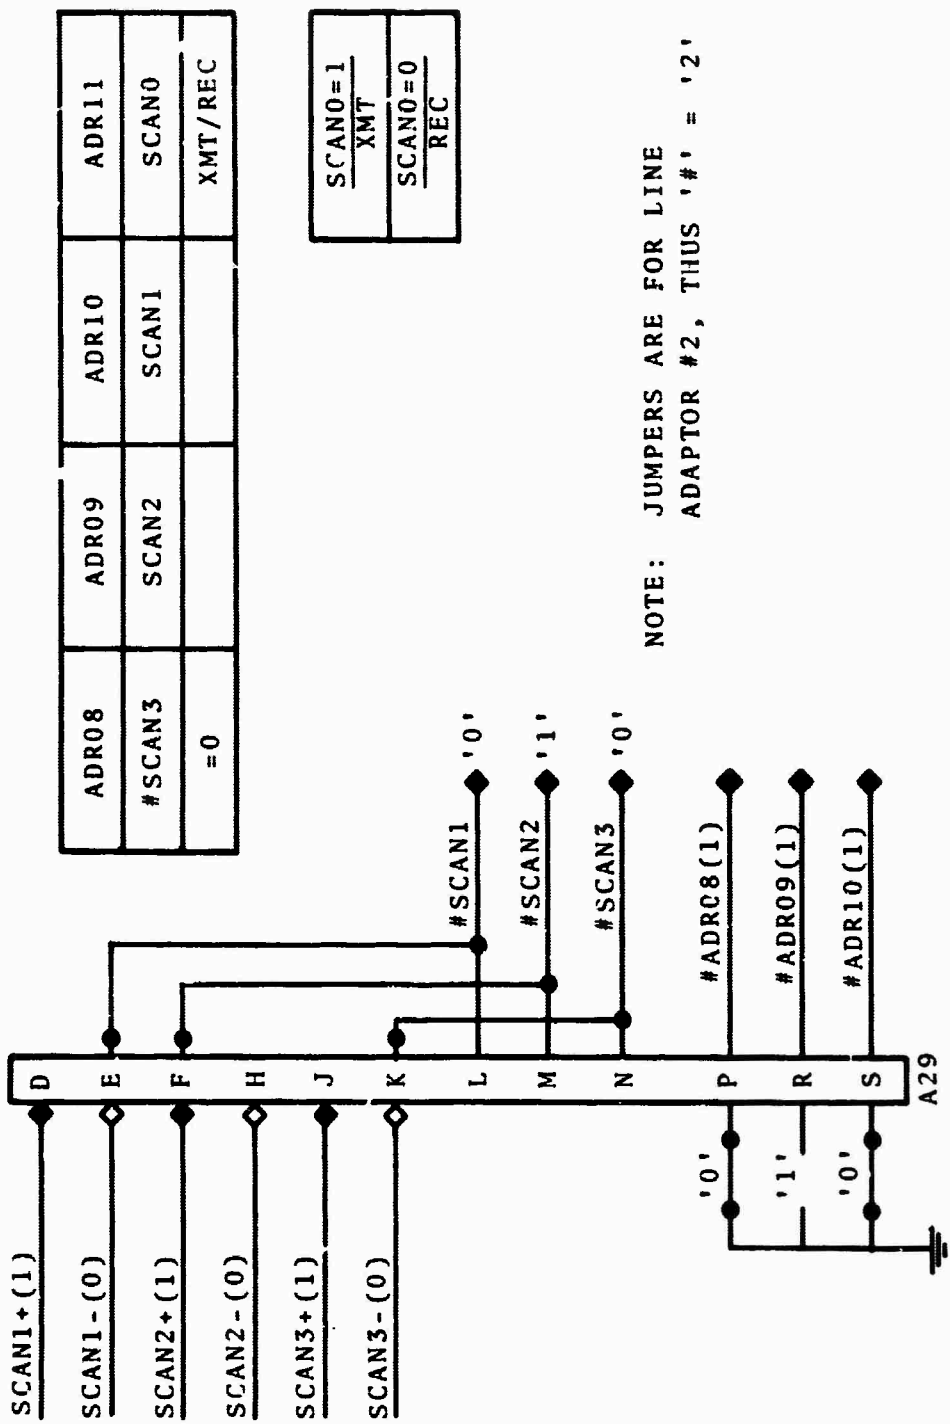 ADR08 ADR09 ADR10 ADR11
#SCAN3 SCAN2 SCAN1 SCAN0
=0 XMT/REC
SCAN0=1
XMT
SCAN0=0
REC
NOTE: JUMPERS ARE FOR LINE
ADAPTOR #2, THUS '#' = '2'
SCAN1+(1) D
SCAN1-(0) E
SCAN2+(1) F
SCAN2-(0) H
SCAN3+(1) J
SCAN3-(0) K
L #SCAN1 '0'
M #SCAN2 '1'
N #SCAN3 '0'
'0' P #ADR08(1)
'1' R #ADR09(1)
'0' S #ADR10(1)
A29